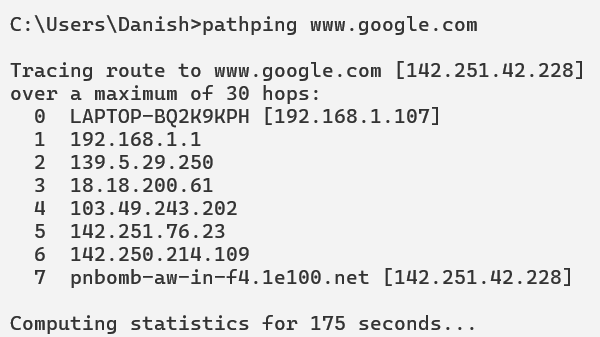 C:\Users\Danish>pathping www.google.com
Tracing route to www.google.com [142.251.42.228]
over a maximum of 30 hops:
0 LAPTOP-BQ2K9KPH [192.168.1.107]
1 192.168.1.1
2 139.5.29.250
3 18.18.200.61
4 103.49.243.202
5 142.251.76.23
6 142.250.214.109
7 pnbomb-aw-in-f4.1e100.net [142.251.42.228]
Computing statistics for 175 seconds...